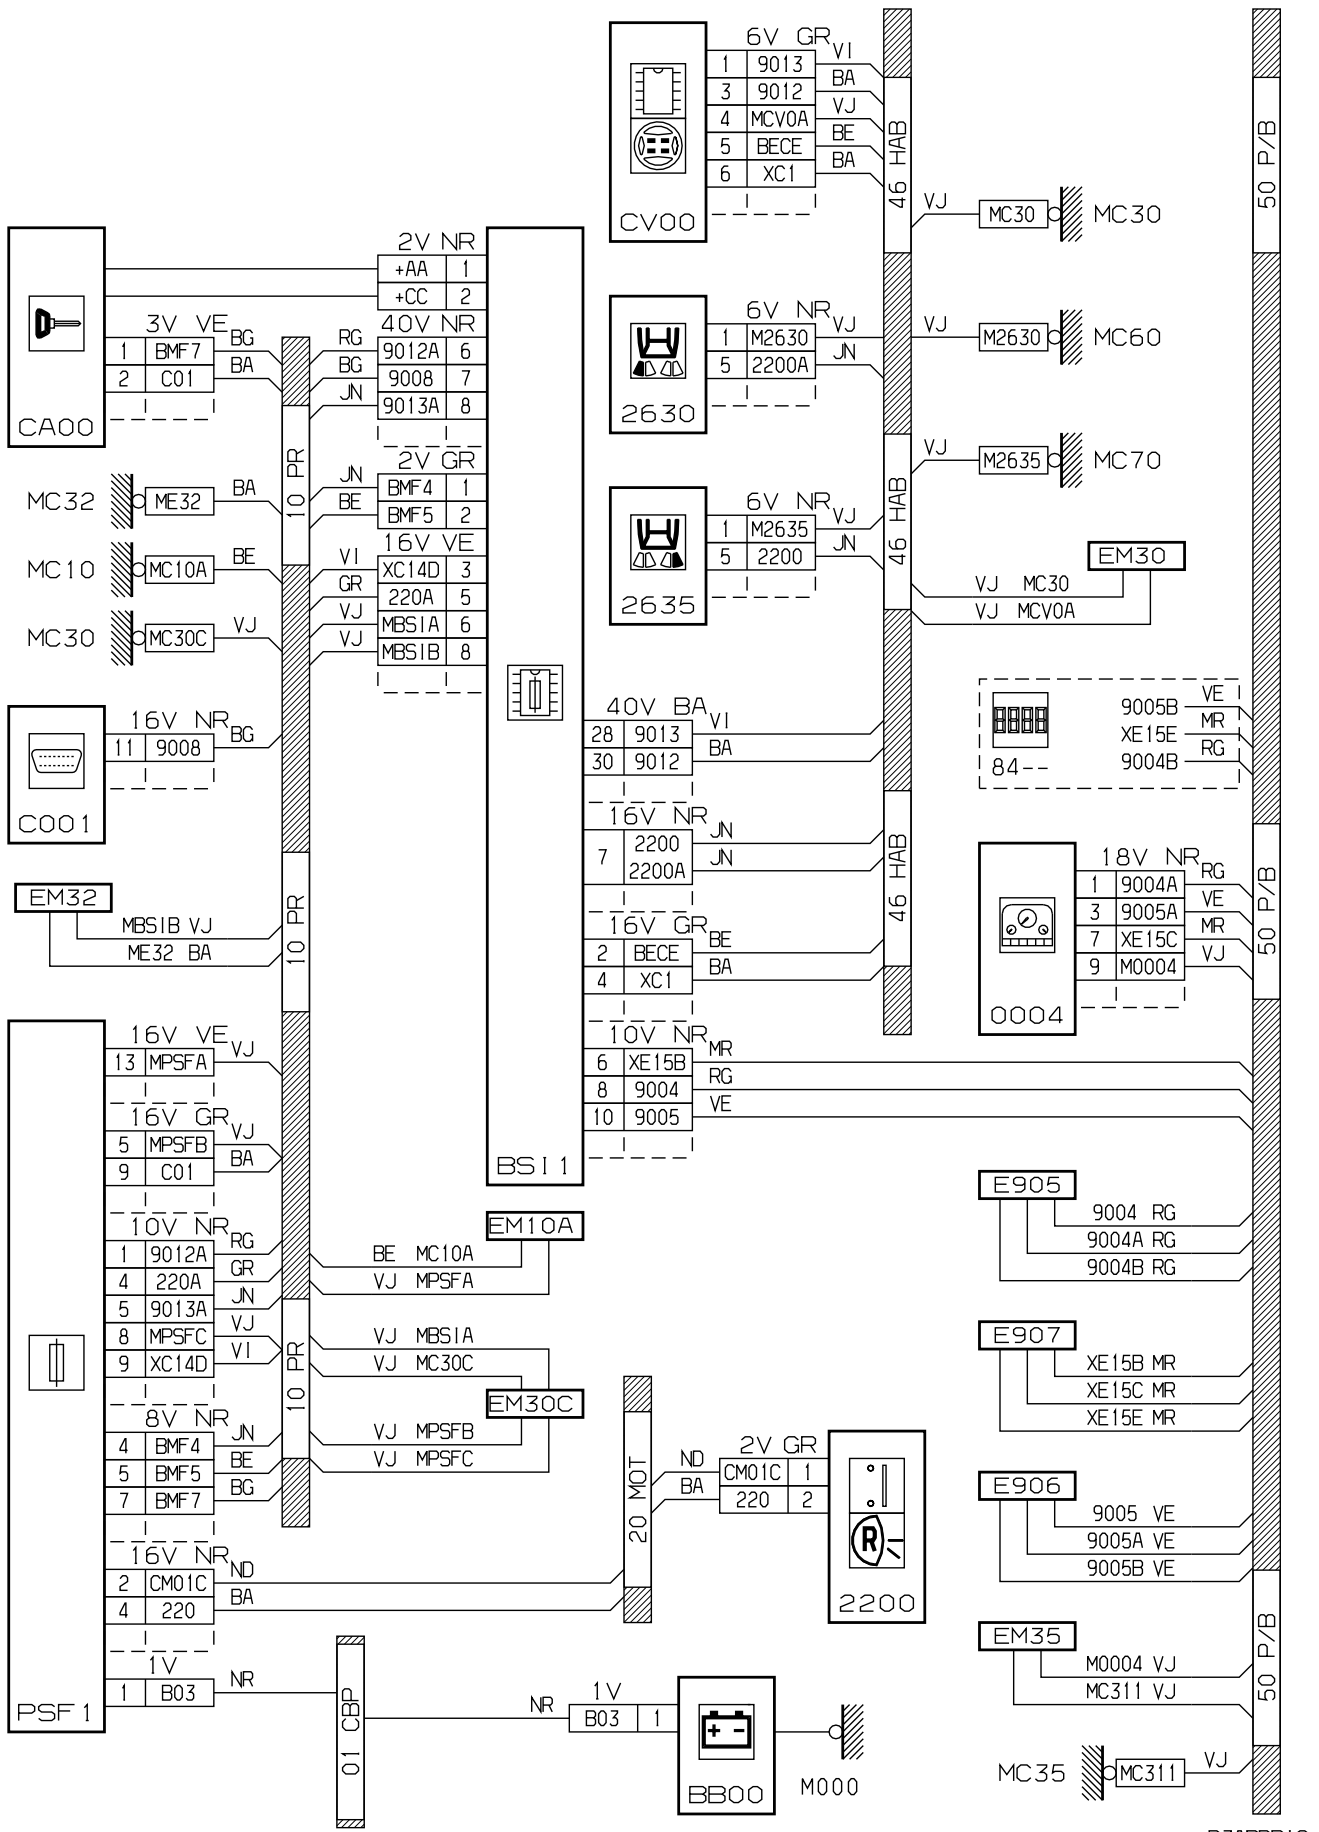 6V GR
1 9013 VI
3 9012 BA
4 MCV0A VJ
5 BECE BE
6 XC1 BA
CV00
46 HAB
50 P/B
VJ MC30 MC30
CA00
3V VE
1 BMF7 BG
2 C01 BA
2V NR
+AA 1
+CC 2
40V NR
RG 9012A 6
BG 9008 7
JN 9013A 8
2V GR
JN BMF4 1
BE BMF5 2
16V VE
VI XC14D 3
GR 220A 5
VJ MBSIA 6
VJ MBSIB 8
10 PR
MC32 ME32 BA
MC10 MC10A BE
MC30 MC30C VJ
6V NR
1 M2630 VJ
5 2200A JN
2630
VJ M2630 MC60
6V NR
1 M2635 VJ
5 2200 JN
2635
46 HAB
VJ M2635 MC70
EM30
VJ MC30
VJ MCV0A
16V NR
11 9008 BG
C001
40V BA
28 9013 VI
30 9012 BA
16V NR
7 2200 JN
2200A JN
16V GR
2 BECE BE
4 XC1 BA
46 HAB
10V NR
6 XE15B MR
8 9004 RG
10 9005 VE
BSI1
84--
9005B VE
XE15E MR
9004B RG
18V NR
1 9004A RG
3 9005A VE
7 XE15C MR
9 M0004 VJ
0004
50 P/B
EM32
MBSIB VJ
ME32 BA
10 PR
16V VE
13 MPSFA VJ
16V GR
5 MPSFB VJ
9 C01 BA
10V NR
1 9012A RG
4 220A GR
5 9013A JN
8 MPSFC VJ
9 XC14D VI
8V NR
4 BMF4 JN
5 BMF5 BE
7 BMF7 BG
16V NR
2 CM01C ND
4 220 BA
1V
1 B03 NR
PSF1
10 PR
EM10A
BE MC10A
VJ MPSFA
VJ MBSIA
VJ MC30C
EM30C
VJ MPSFB
VJ MPSFC
20 MOT
2V GR
ND CM01C 1
BA 220 2
2200
01 CBP
1V
NR B03 1
BB00
M000
E905
9004 RG
9004A RG
9004B RG
E907
XE15B MR
XE15C MR
XE15E MR
E906
9005 VE
9005A VE
9005B VE
EM35
M0004 VJ
MC311 VJ
50 P/B
MC35 MC311 VJ